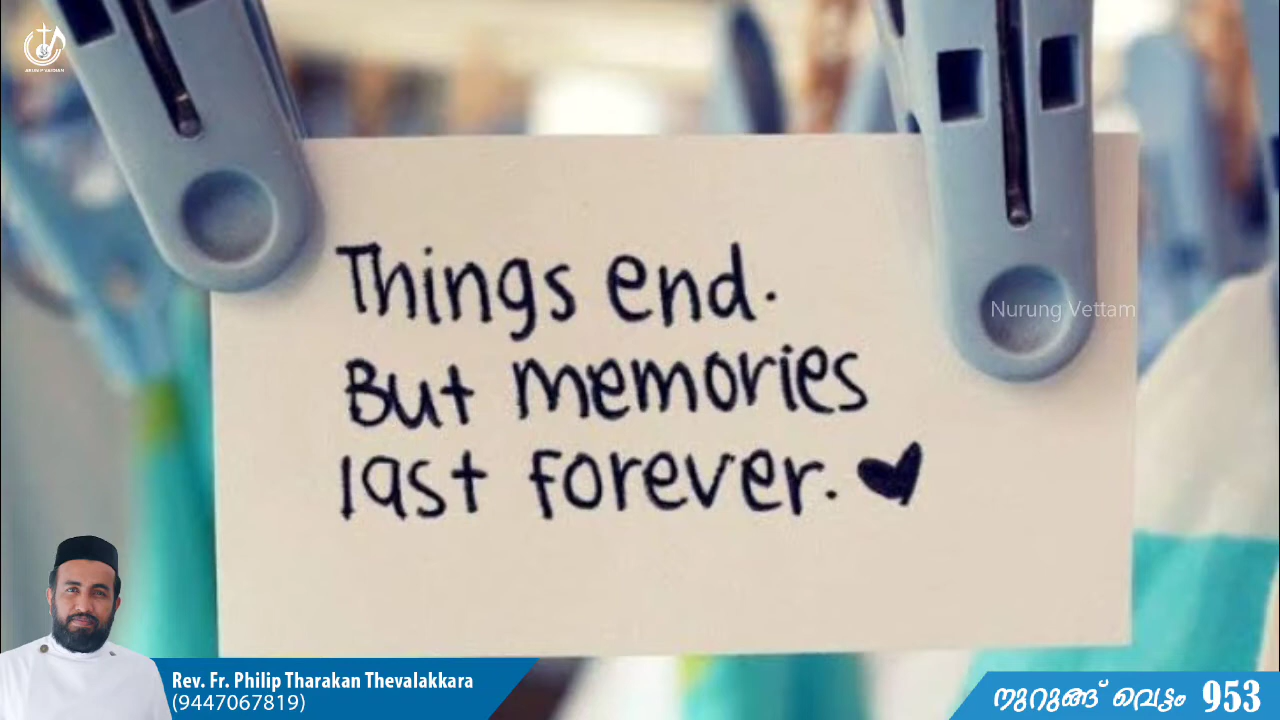 Things end.
But memories
last forever.
Nurung Vettam
Rev. Fr. Philip Tharakan Thevalakkara
(9447067819)
നുറുങ്ങ് വെട്ടം 953